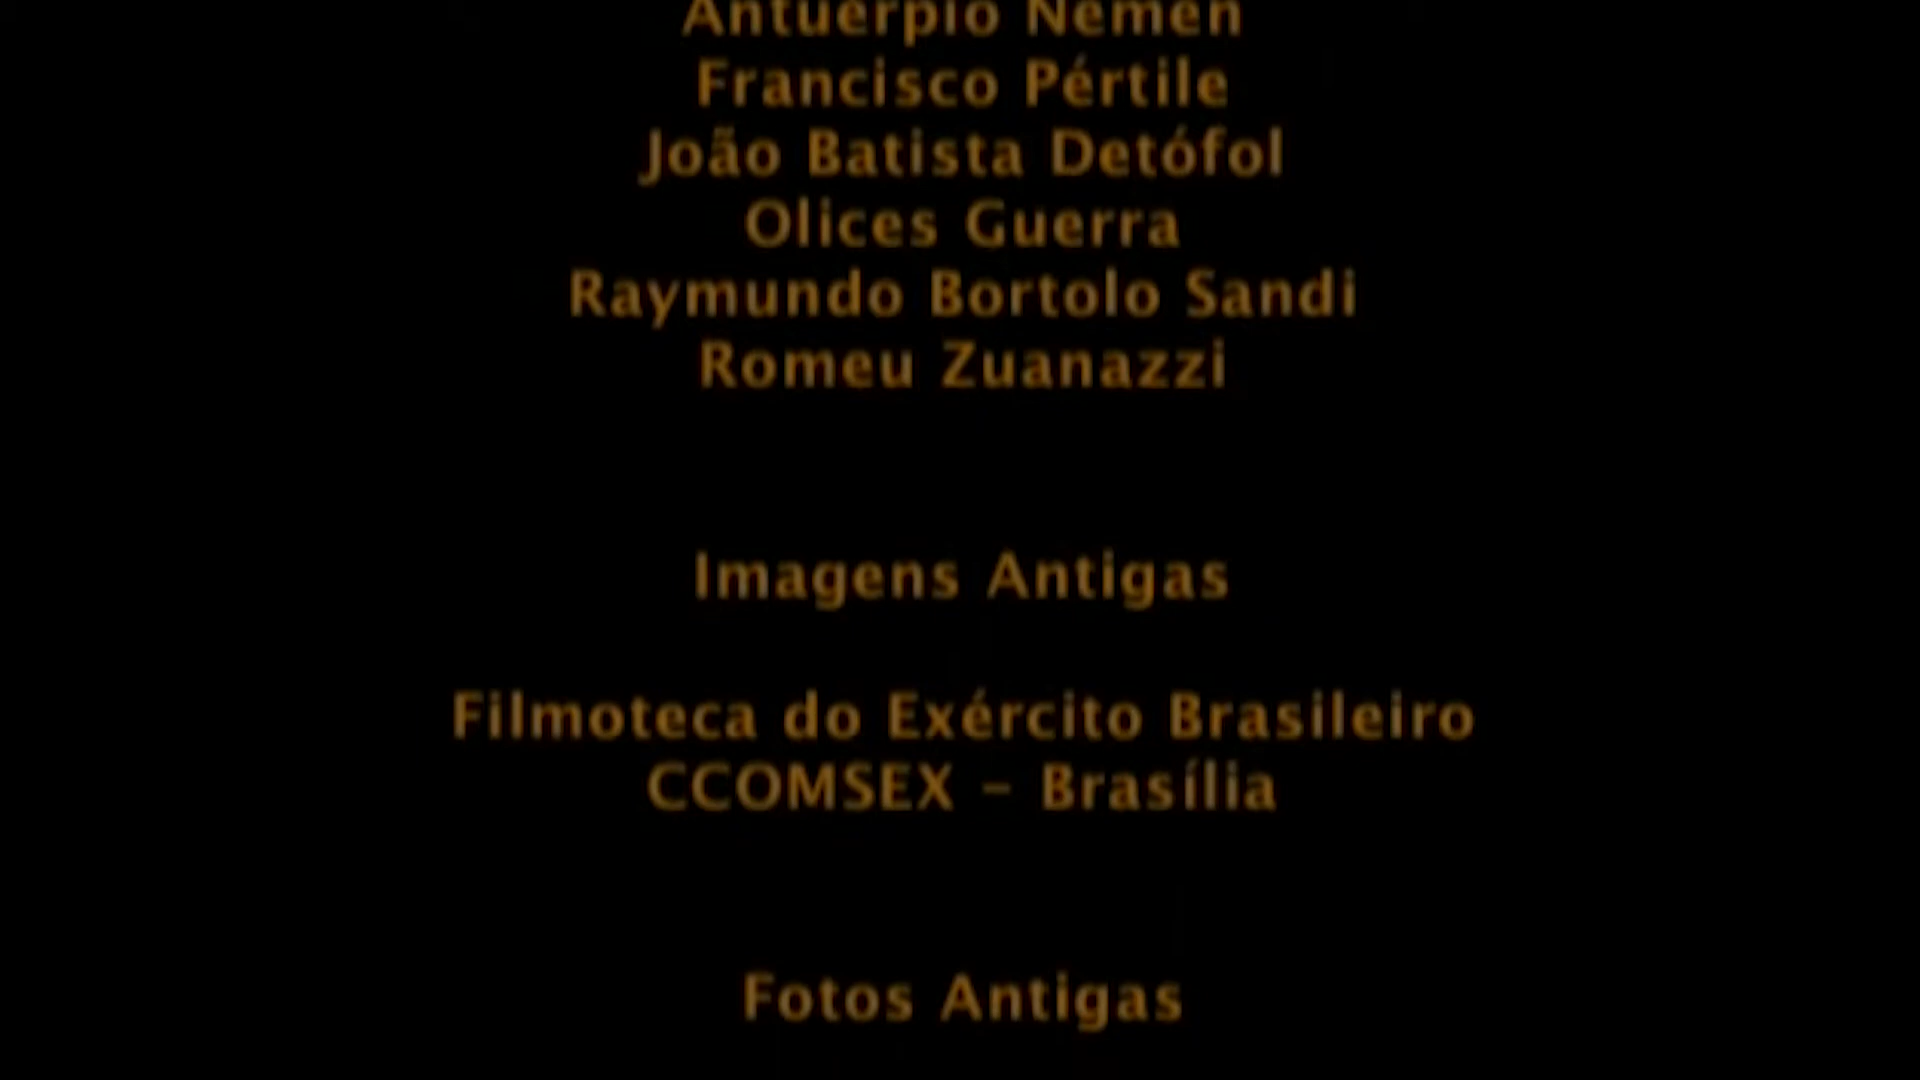 Antuérpio Nemen
Francisco Pértile
João Batista Detófol
Olices Guerra
Raymundo Bortolo Sandi
Romeu Zuanazzi
Imagens Antigas
Filmoteca do Exército Brasileiro
CCOMSEX - Brasília
Fotos Antigas